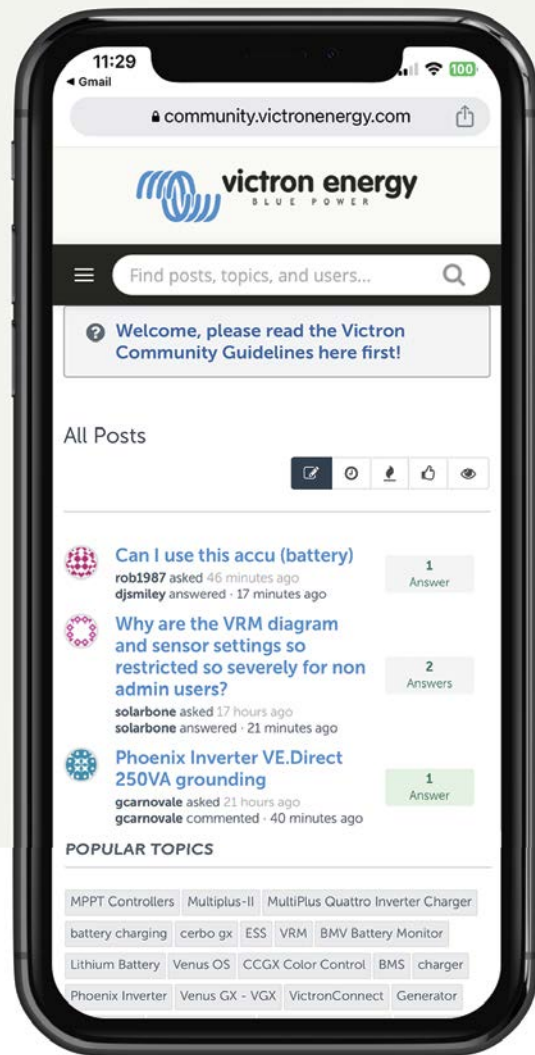 11:29
◄ Gmail
100
community.victronenergy.com
victron energy
BLUE POWER
Find posts, topics, and users...
Welcome, please read the Victron
Community Guidelines here first!
All Posts
Can I use this accu (battery)
rob1987 asked 46 minutes ago
djsmiley answered · 17 minutes ago
1
Answer
Why are the VRM diagram
and sensor settings so
restricted so severely for non
admin users?
solarbone asked 17 hours ago
solarbone answered · 21 minutes ago
2
Answers
Phoenix Inverter VE.Direct
250VA grounding
gcarnovale asked 21 hours ago
gcarnovale commented · 40 minutes ago
1
Answer
POPULAR TOPICS
MPPT Controllers Multiplus-II MultiPlus Quattro Inverter Charger
battery charging cerbo gx ESS VRM BMV Battery Monitor
Lithium Battery Venus OS CCGX Color Control BMS charger
Phoenix Inverter Venus GX - VGX VictronConnect Generator